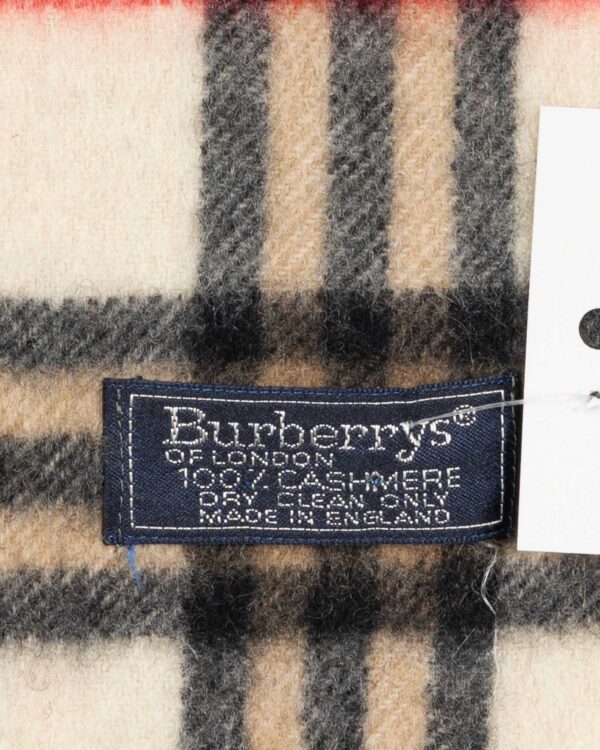 Burberrys®
OF LONDON
100% CASHMERE
DRY CLEAN ONLY
MADE IN ENGLAND